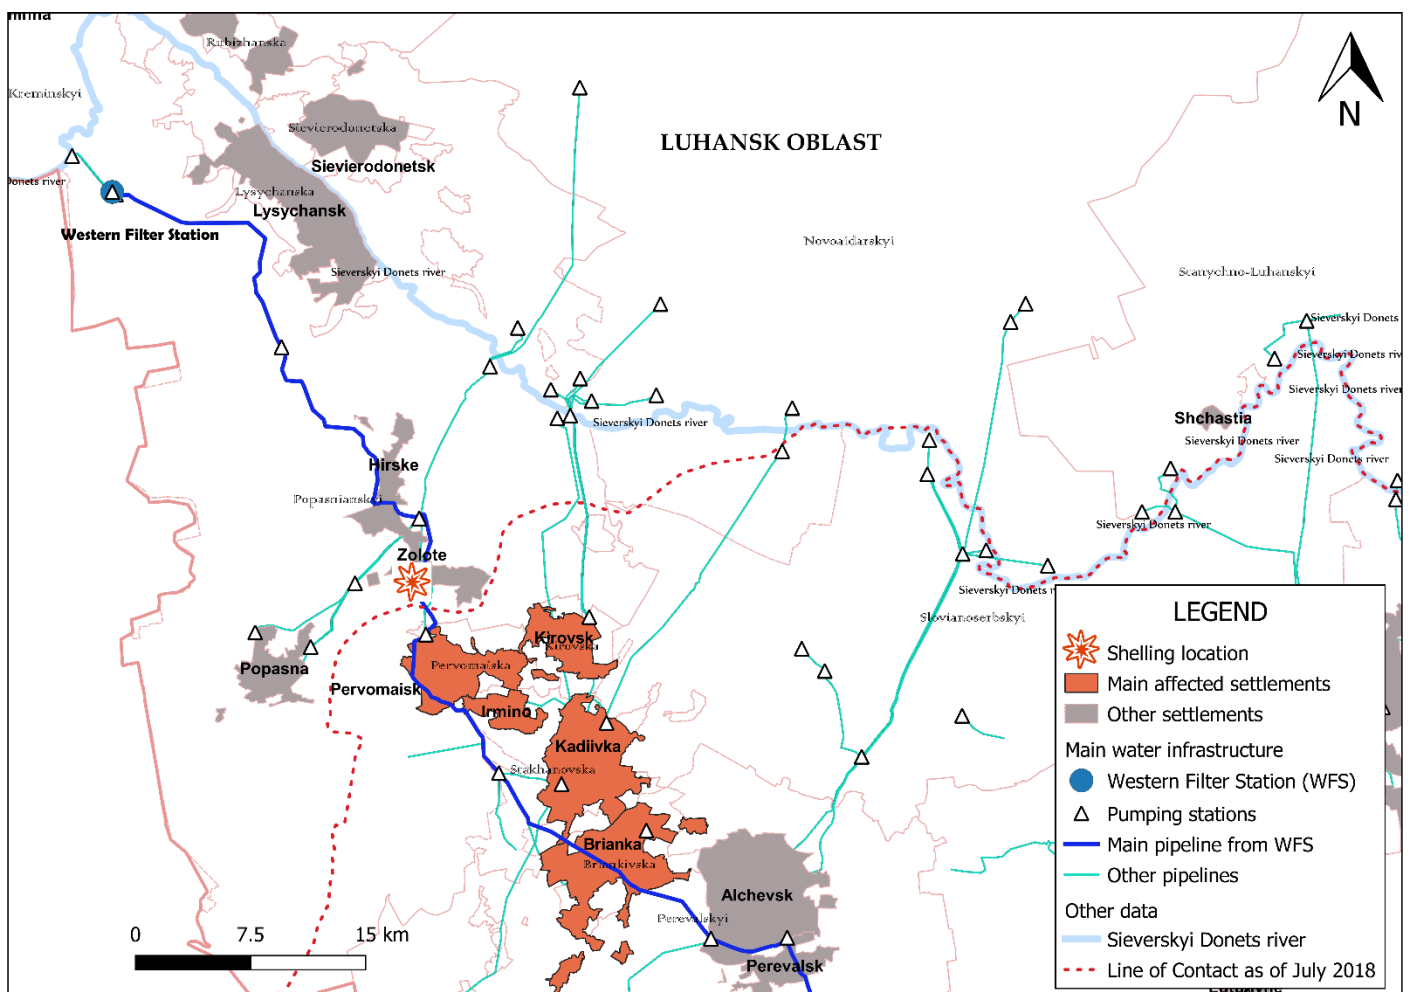 Rubizhanska
Kreminskyi
LUHANSK OBLAST
Sievierodonetska
Sievierodonetsk
Donets river
Lysychanska
Lysychansk
Western Filter Station
Novoaidarskyi
Sieverskyi Donets river
Stanychno-Luhanskyi
Sieverskyi Donets
Sieverskyi Donets riv
Sieverskyi Donets river
Shchastia
Sieverskyi Donets river
Sieverskyi Donets river
Sieverskyi Donets river
Hirske
Popasnianskyi
Sieverskyi Donets river
Zolote
Sieverskyi Donets r
Slovianoserbskyi
Kirovsk
Kirovska
Pervomaiska
Popasna
Pervomaisk
Irmino
Kadiivka
Stakhanovska
Brianka
Briankivska
Alchevsk
Perevalskyi
Perevalsk
N
0 7.5 15 km
LEGEND
Shelling location
Main affected settlements
Other settlements
Main water infrastructure
Western Filter Station (WFS)
Pumping stations
Main pipeline from WFS
Other pipelines
Other data
Sieverskyi Donets river
Line of Contact as of July 2018